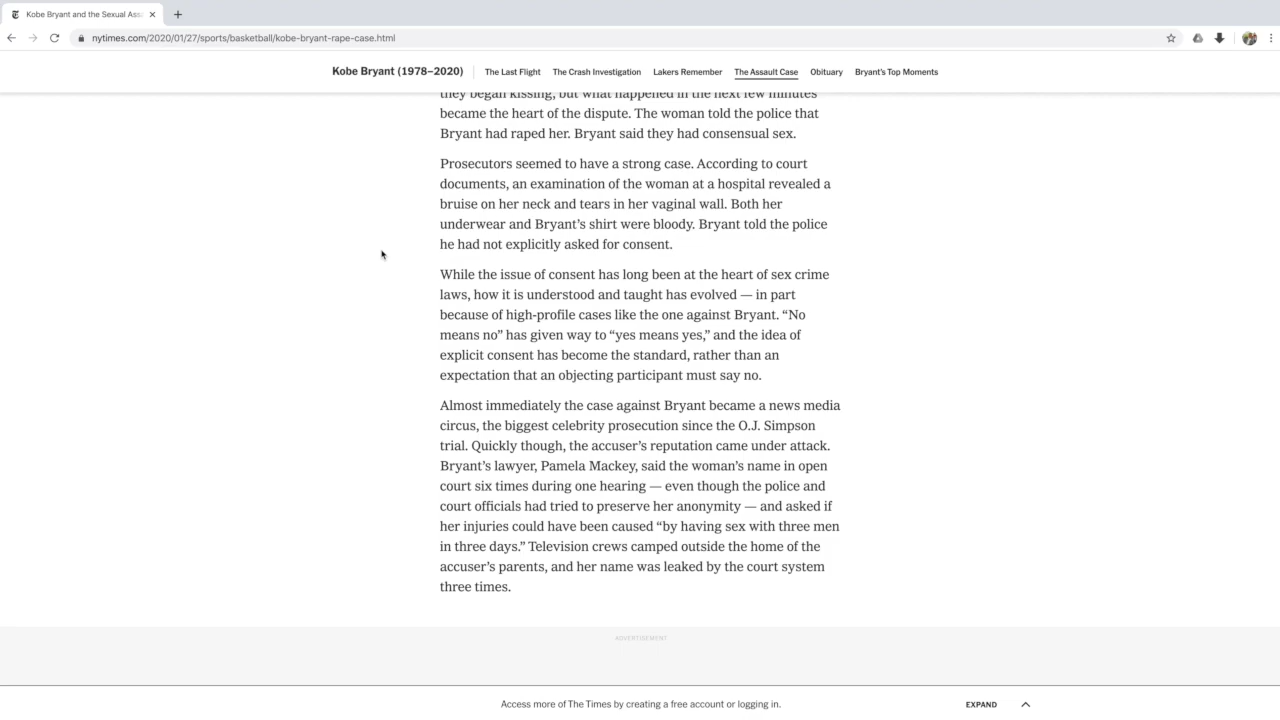 Kobe Bryant and the Sexual Ass
nytimes.com/2020/01/27/sports/basketball/kobe-bryant-rape-case.html
Kobe Bryant (1978–2020) The Last Flight The Crash Investigation Lakers Remember The Assault Case Obituary Bryant's Top Moments
they began kissing, but what happened in the next few minutes
became the heart of the dispute. The woman told the police that
Bryant had raped her. Bryant said they had consensual sex.
Prosecutors seemed to have a strong case. According to court
documents, an examination of the woman at a hospital revealed a
bruise on her neck and tears in her vaginal wall. Both her
underwear and Bryant's shirt were bloody. Bryant told the police
he had not explicitly asked for consent.
While the issue of consent has long been at the heart of sex crime
laws, how it is understood and taught has evolved — in part
because of high-profile cases like the one against Bryant. “No
means no” has given way to “yes means yes,” and the idea of
explicit consent has become the standard, rather than an
expectation that an objecting participant must say no.
Almost immediately the case against Bryant became a news media
circus, the biggest celebrity prosecution since the O.J. Simpson
trial. Quickly though, the accuser's reputation came under attack.
Bryant's lawyer, Pamela Mackey, said the woman's name in open
court six times during one hearing — even though the police and
court officials had tried to preserve her anonymity — and asked if
her injuries could have been caused “by having sex with three men
in three days.” Television crews camped outside the home of the
accuser's parents, and her name was leaked by the court system
three times.
ADVERTISEMENT
Access more of The Times by creating a free account or logging in. EXPAND